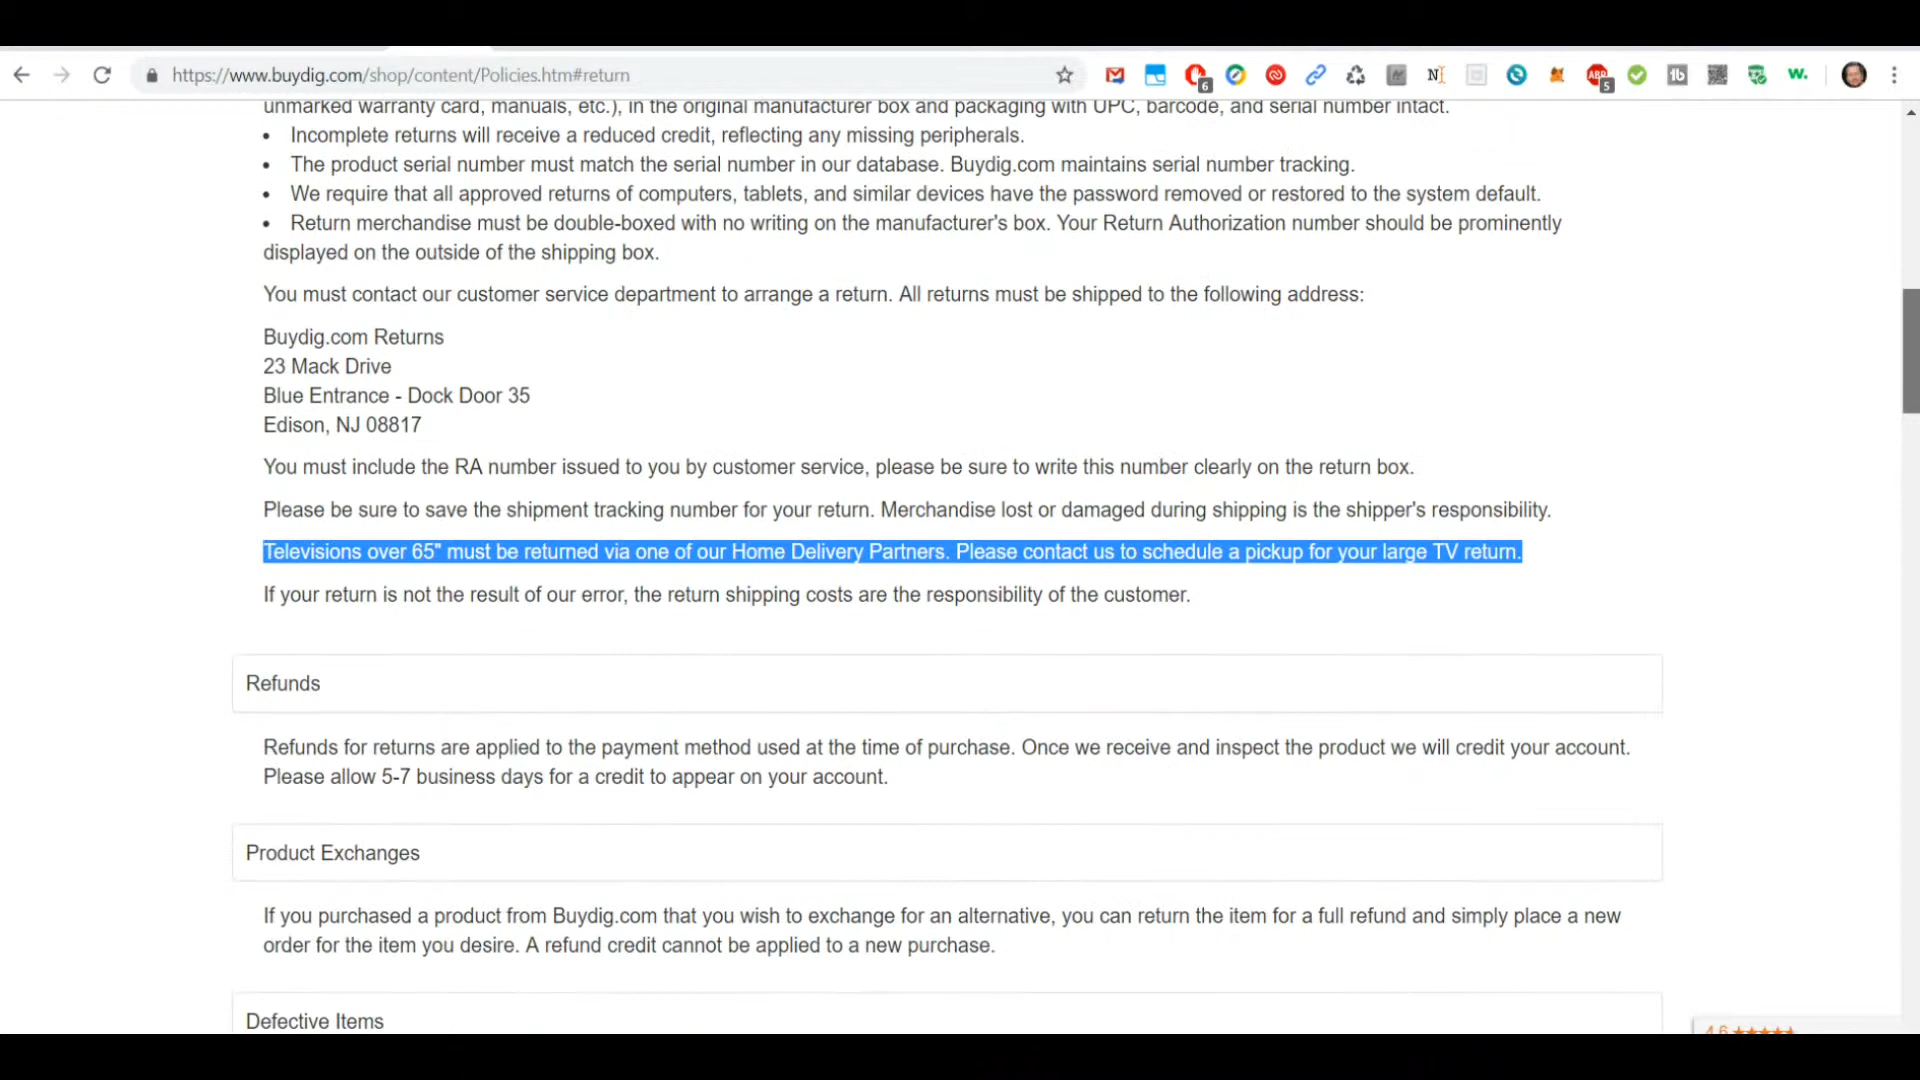 https://www.buydig.com/shop/content/Policies.htm#return
6
N
ABP
5
1b
w.
unmarked warranty card, manuals, etc.), in the original manufacturer box and packaging with UPC, barcode, and serial number intact.
• Incomplete returns will receive a reduced credit, reflecting any missing peripherals.
• The product serial number must match the serial number in our database. Buydig.com maintains serial number tracking.
• We require that all approved returns of computers, tablets, and similar devices have the password removed or restored to the system default.
• Return merchandise must be double-boxed with no writing on the manufacturer's box. Your Return Authorization number should be prominently
displayed on the outside of the shipping box.
You must contact our customer service department to arrange a return. All returns must be shipped to the following address:
Buydig.com Returns
23 Mack Drive
Blue Entrance - Dock Door 35
Edison, NJ 08817
You must include the RA number issued to you by customer service, please be sure to write this number clearly on the return box.
Please be sure to save the shipment tracking number for your return. Merchandise lost or damaged during shipping is the shipper's responsibility.
Televisions over 65" must be returned via one of our Home Delivery Partners. Please contact us to schedule a pickup for your large TV return.
If your return is not the result of our error, the return shipping costs are the responsibility of the customer.
Refunds
Refunds for returns are applied to the payment method used at the time of purchase. Once we receive and inspect the product we will credit your account.
Please allow 5-7 business days for a credit to appear on your account.
Product Exchanges
If you purchased a product from Buydig.com that you wish to exchange for an alternative, you can return the item for a full refund and simply place a new
order for the item you desire. A refund credit cannot be applied to a new purchase.
Defective Items
4.6 ★★★★★